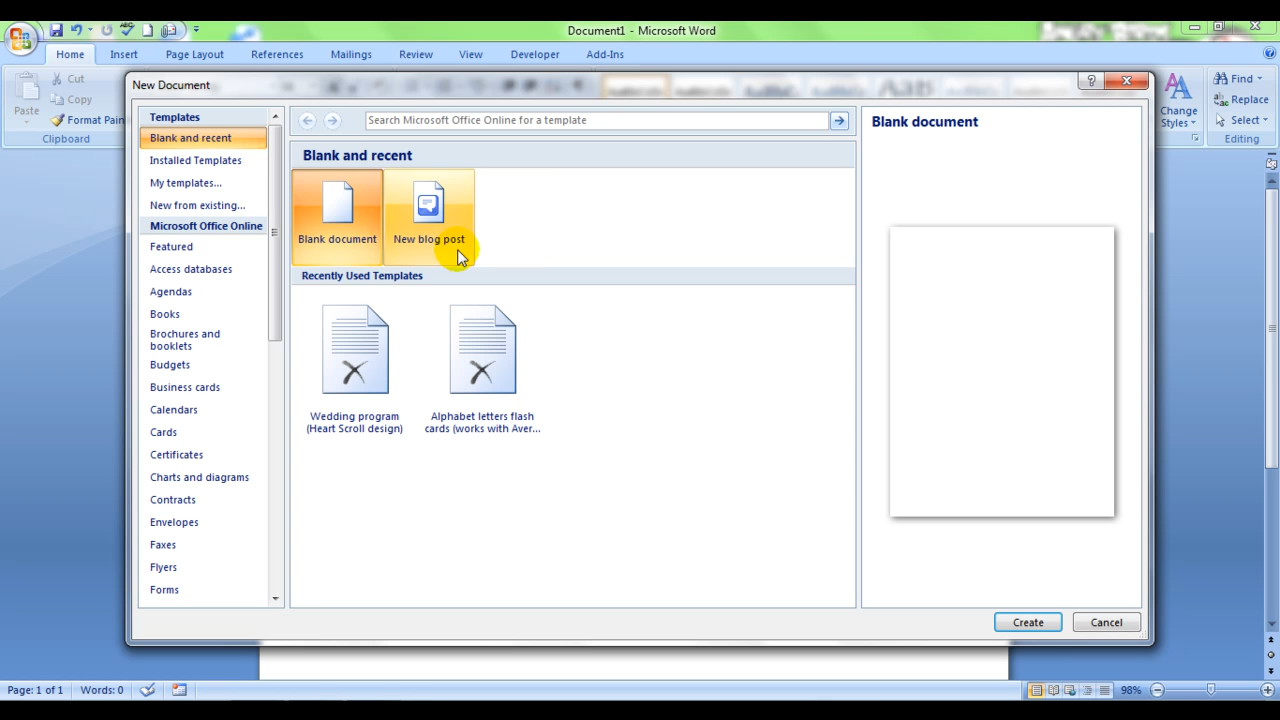 Document1 - Microsoft Word
Home Insert Page Layout References Mailings Review View Developer Add-Ins
Cut
Copy
Paste
Format Pain
Clipboard
Change
Styles
Find
Replace
Select
Editing
New Document
Templates
Blank and recent
Installed Templates
My templates...
New from existing...
Microsoft Office Online
Featured
Access databases
Agendas
Books
Brochures and
booklets
Budgets
Business cards
Calendars
Cards
Certificates
Charts and diagrams
Contracts
Envelopes
Faxes
Flyers
Forms
Search Microsoft Office Online for a template
Blank and recent
Blank document
New blog post
Recently Used Templates
Wedding program
(Heart Scroll design)
Alphabet letters flash
cards (works with Aver...
Blank document
Create
Cancel
Page: 1 of 1 Words: 0
98%